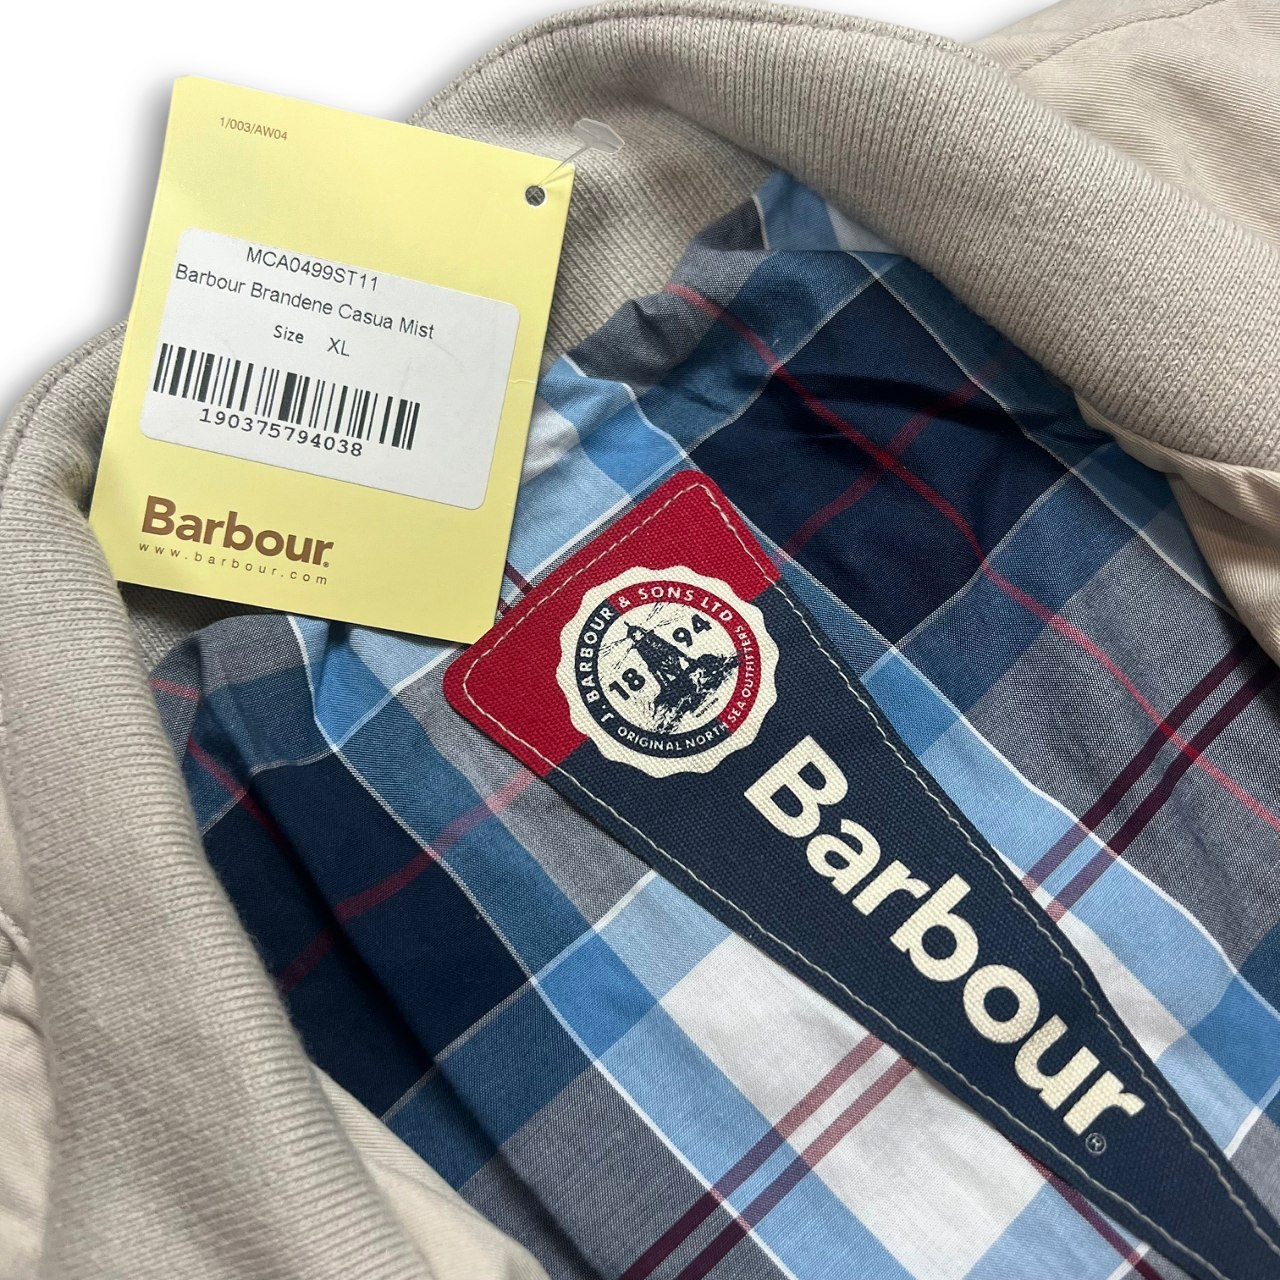 1/003/AW04
MCA0499ST11
Barbour Brandene Casua Mist
Size XL
190375794038
Barbour®
www.barbour.com
J. BARBOUR & SONS LTD
18 94
ORIGINAL NORTH SEA OUTFITTERS
Barbour®